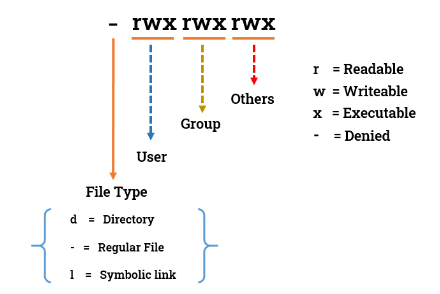 - rwx rwx rwx
r = Readable
w = Writeable
x = Executable
- = Denied
Others
Group
User
File Type
d = Directory
- = Regular File
l = Symbolic link